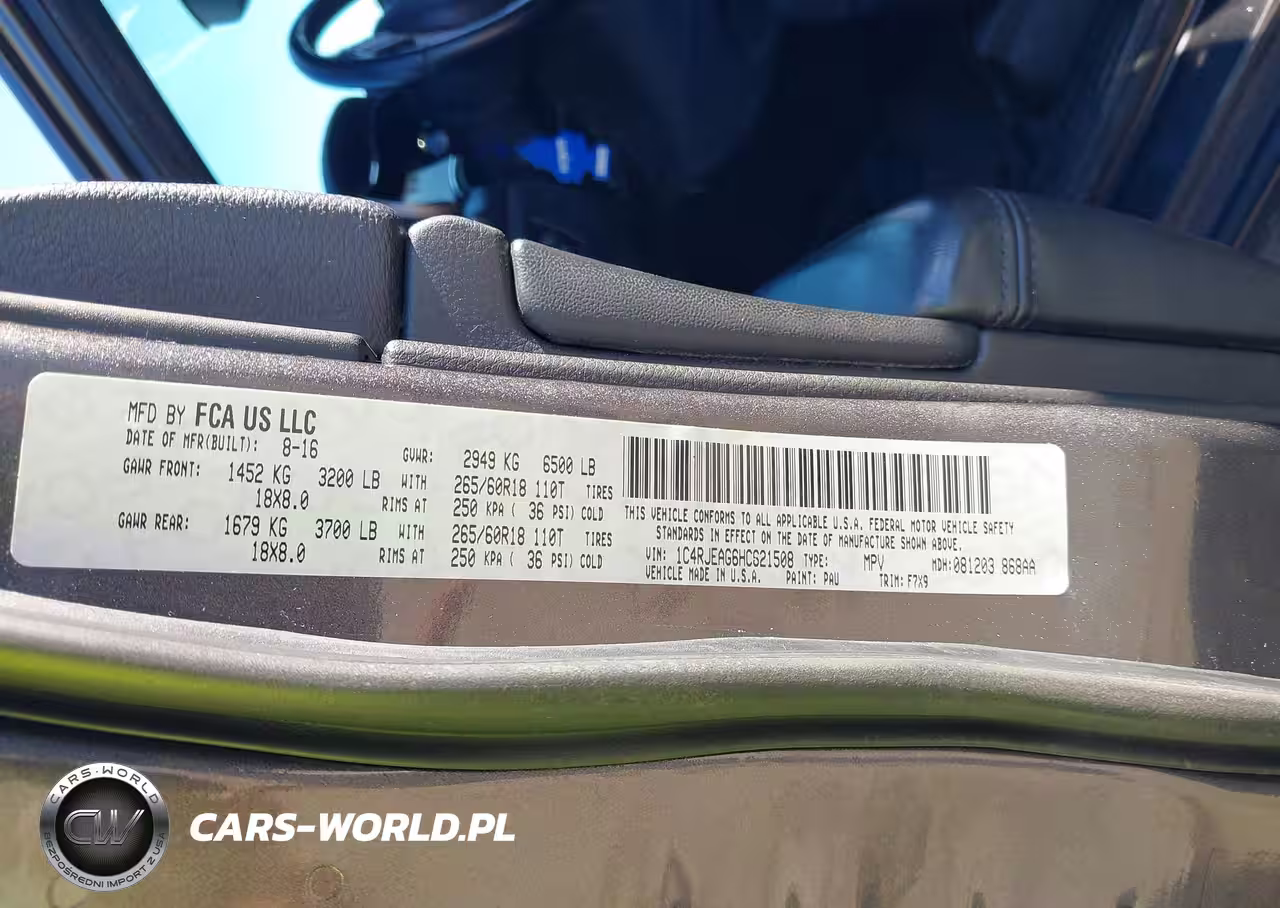 MFD BY FCA US LLC
DATE OF MFR(BUILT): 8-16 GVWR: 2949 KG 6500 LB
GAWR FRONT: 1452 KG 3200 LB WITH 265/60R18 110T TIRES
18X8.0 RIMS AT 250 KPA ( 36 PSI) COLD
GAWR REAR: 1679 KG 3700 LB WITH 265/60R18 110T TIRES
18X8.0 RIMS AT 250 KPA ( 36 PSI) COLD
THIS VEHICLE CONFORMS TO ALL APPLICABLE U.S.A. FEDERAL MOTOR VEHICLE SAFETY
STANDARDS IN EFFECT ON THE DATE OF MANUFACTURE SHOWN ABOVE.
VIN: 1C4RJEAG6HC521508 TYPE: MPV MDH:081203 868AA
VEHICLE MADE IN U.S.A. PAINT: PAU TRIM:F7X9
CARS-WORLD
CW
BEZPOŚREDNI IMPORT Z USA
CARS-WORLD.PL